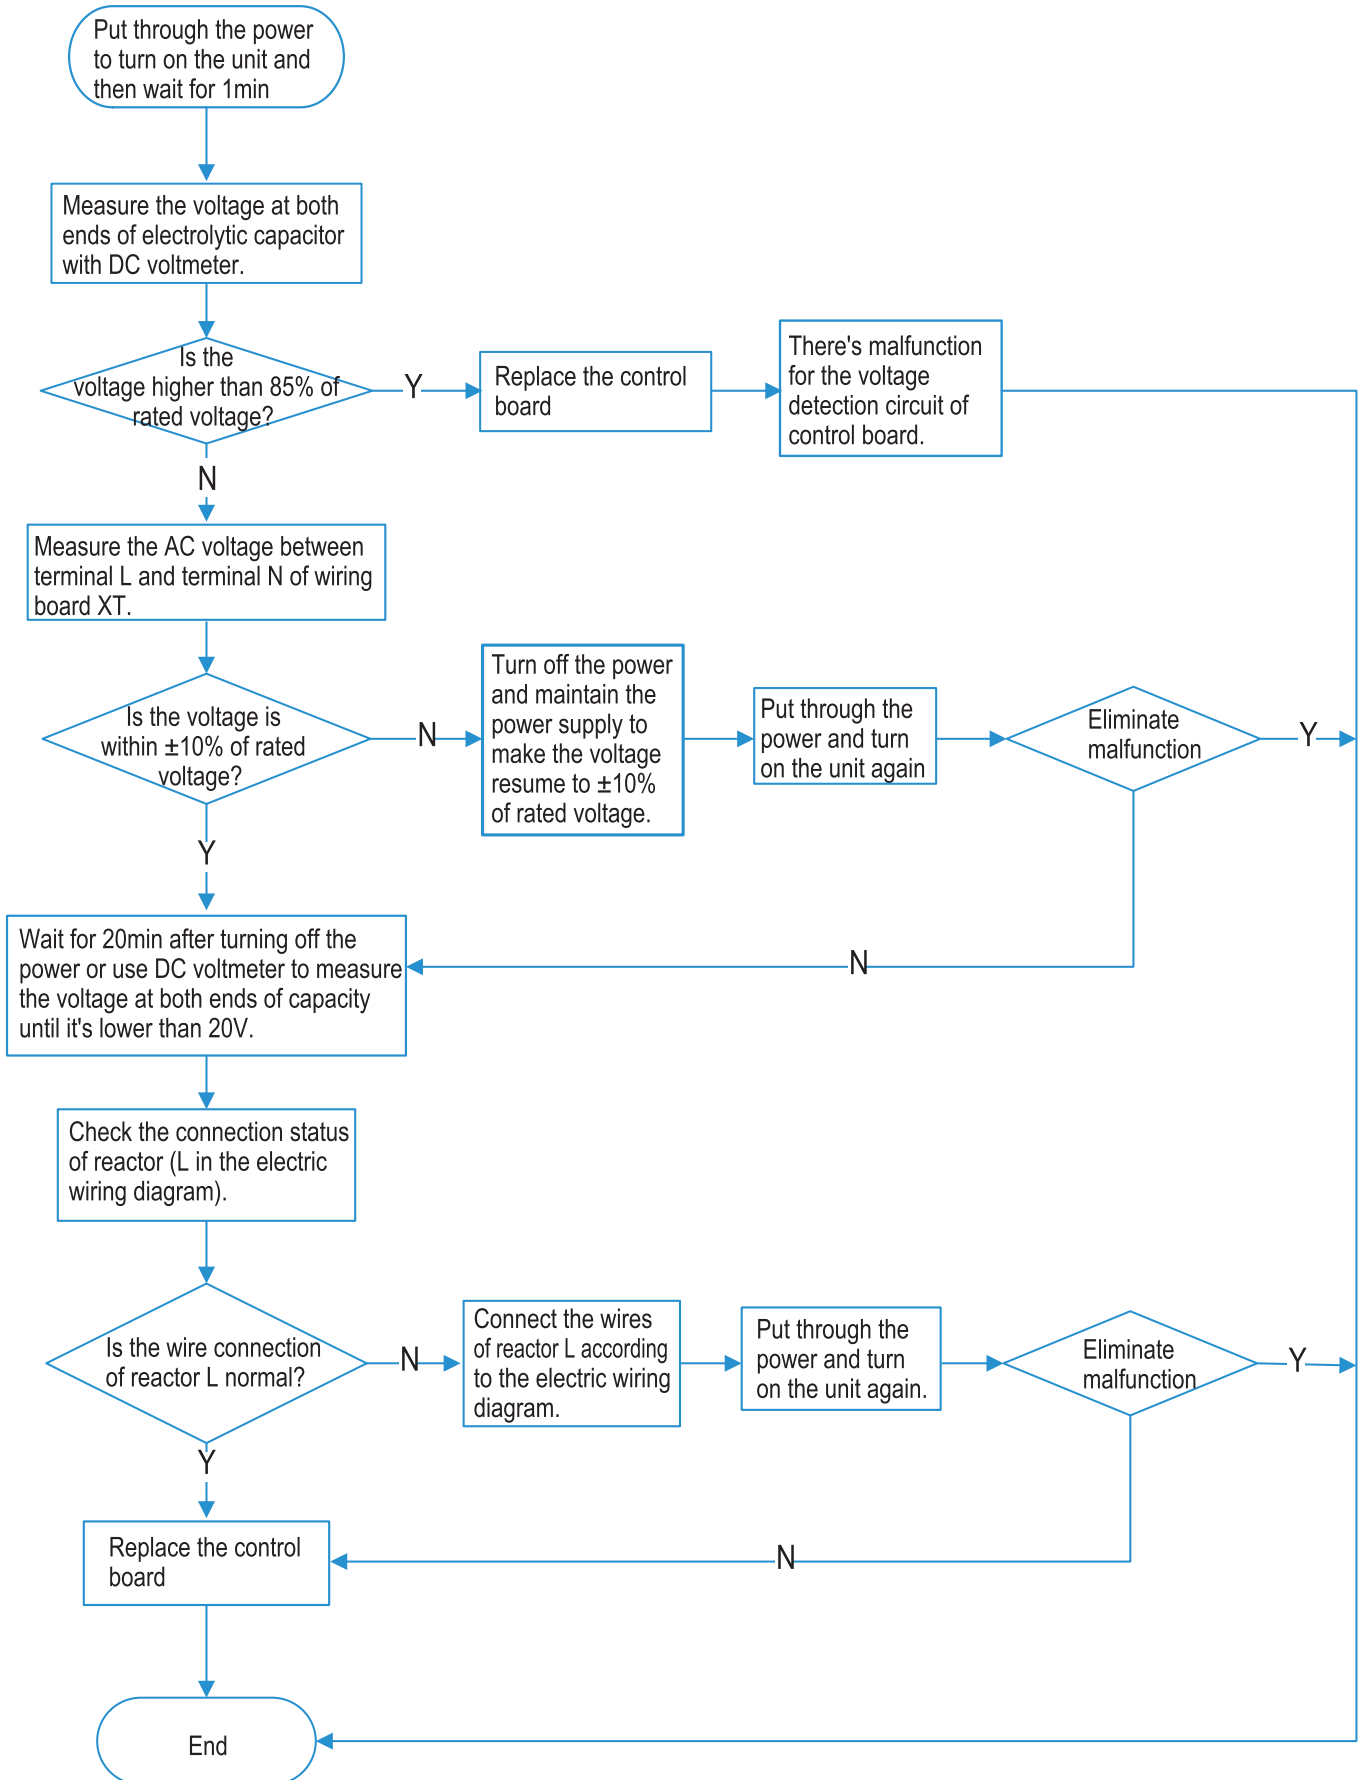 Put through the power
to turn on the unit and
then wait for 1min
Measure the voltage at both
ends of electrolytic capacitor
with DC voltmeter.
Is the
voltage higher than 85% of
rated voltage?
Y
Replace the control
board
There's malfunction
for the voltage
detection circuit of
control board.
N
Measure the AC voltage between
terminal L and terminal N of wiring
board XT.
Is the voltage is
within ±10% of rated
voltage?
N
Turn off the power
and maintain the
power supply to
make the voltage
resume to ±10%
of rated voltage.
Put through the
power and turn
on the unit again
Eliminate
malfunction
Y
Y
N
Wait for 20min after turning off the
power or use DC voltmeter to measure
the voltage at both ends of capacity
until it's lower than 20V.
Check the connection status
of reactor (L in the electric
wiring diagram).
Is the wire connection
of reactor L normal?
N
Connect the wires
of reactor L according
to the electric wiring
diagram.
Put through the
power and turn
on the unit again.
Eliminate
malfunction
Y
Y
N
Replace the control
board
End